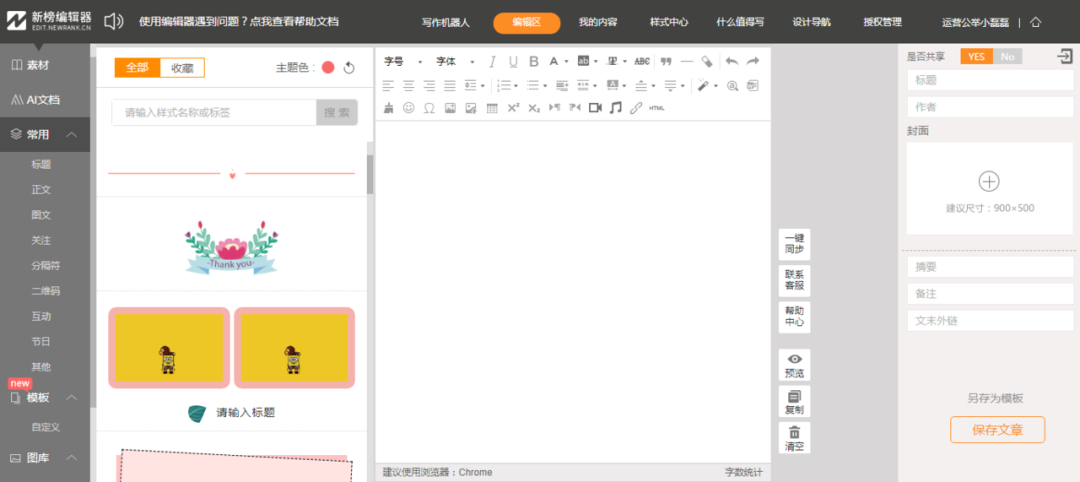 新榜编辑器
EDIT.NEWRANK.CN
使用编辑器遇到问题？点我查看帮助文档
写作机器人
编辑区
我的内容
样式中心
什么值得写
设计导航
授权管理
运营公举小磊磊
素材
AI文档
常用
标题
正文
图文
关注
分隔符
二维码
互动
节日
其他
new
模板
自定义
图库
全部
收藏
主题色：
请输入样式名称或标签
搜 索
-Thank you-
请输入标题
字号
字体
I U B A ab T ABC
HTML
建议使用浏览器：Chrome
字数统计
一键
同步
联系
客服
帮助
中心
预览
复制
清空
是否共享
YES
No
标题
作者
封面
建议尺寸：900×500
摘要
备注
文末外链
另存为模板
保存文章